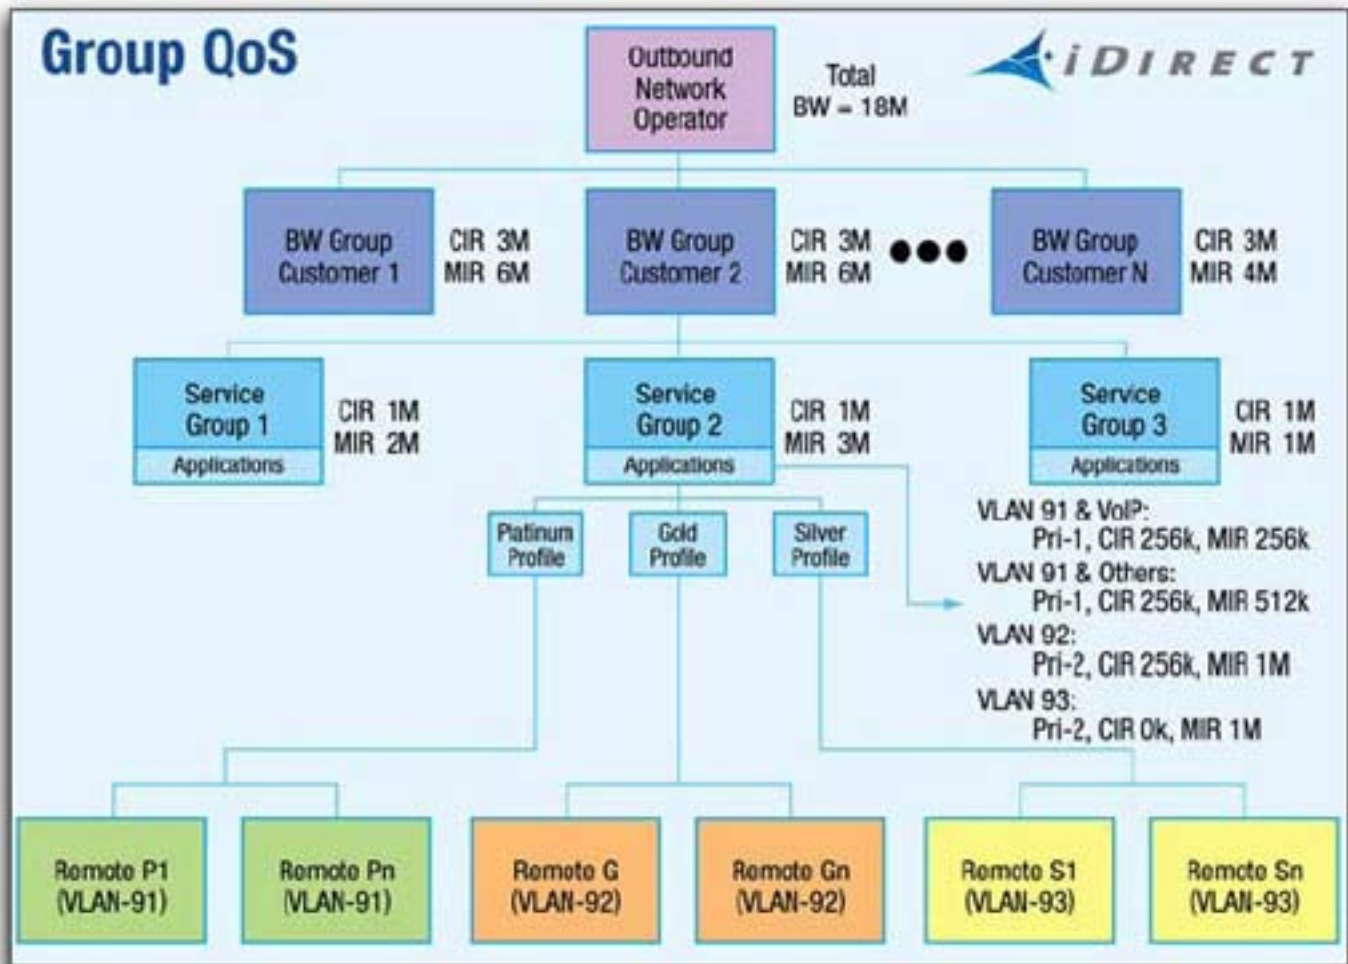 Group QoS
iDIRECT
Outbound
Network
Operator
Total
BW = 18M
BW Group
Customer 1
CIR 3M
MIR 6M
BW Group
Customer 2
CIR 3M
MIR 6M
BW Group
Customer N
CIR 3M
MIR 4M
Service
Group 1
Applications
CIR 1M
MIR 2M
Service
Group 2
Applications
CIR 1M
MIR 3M
Service
Group 3
Applications
CIR 1M
MIR 1M
Platinum
Profile
Gold
Profile
Silver
Profile
VLAN 91 & VoIP:
Pri-1, CIR 256k, MIR 256k
VLAN 91 & Others:
Pri-1, CIR 256k, MIR 512k
VLAN 92:
Pri-2, CIR 256k, MIR 1M
VLAN 93:
Pri-2, CIR 0k, MIR 1M
Remote P1
(VLAN-91)
Remote Pn
(VLAN-91)
Remote G
(VLAN-92)
Remote Gn
(VLAN-92)
Remote S1
(VLAN-93)
Remote Sn
(VLAN-93)